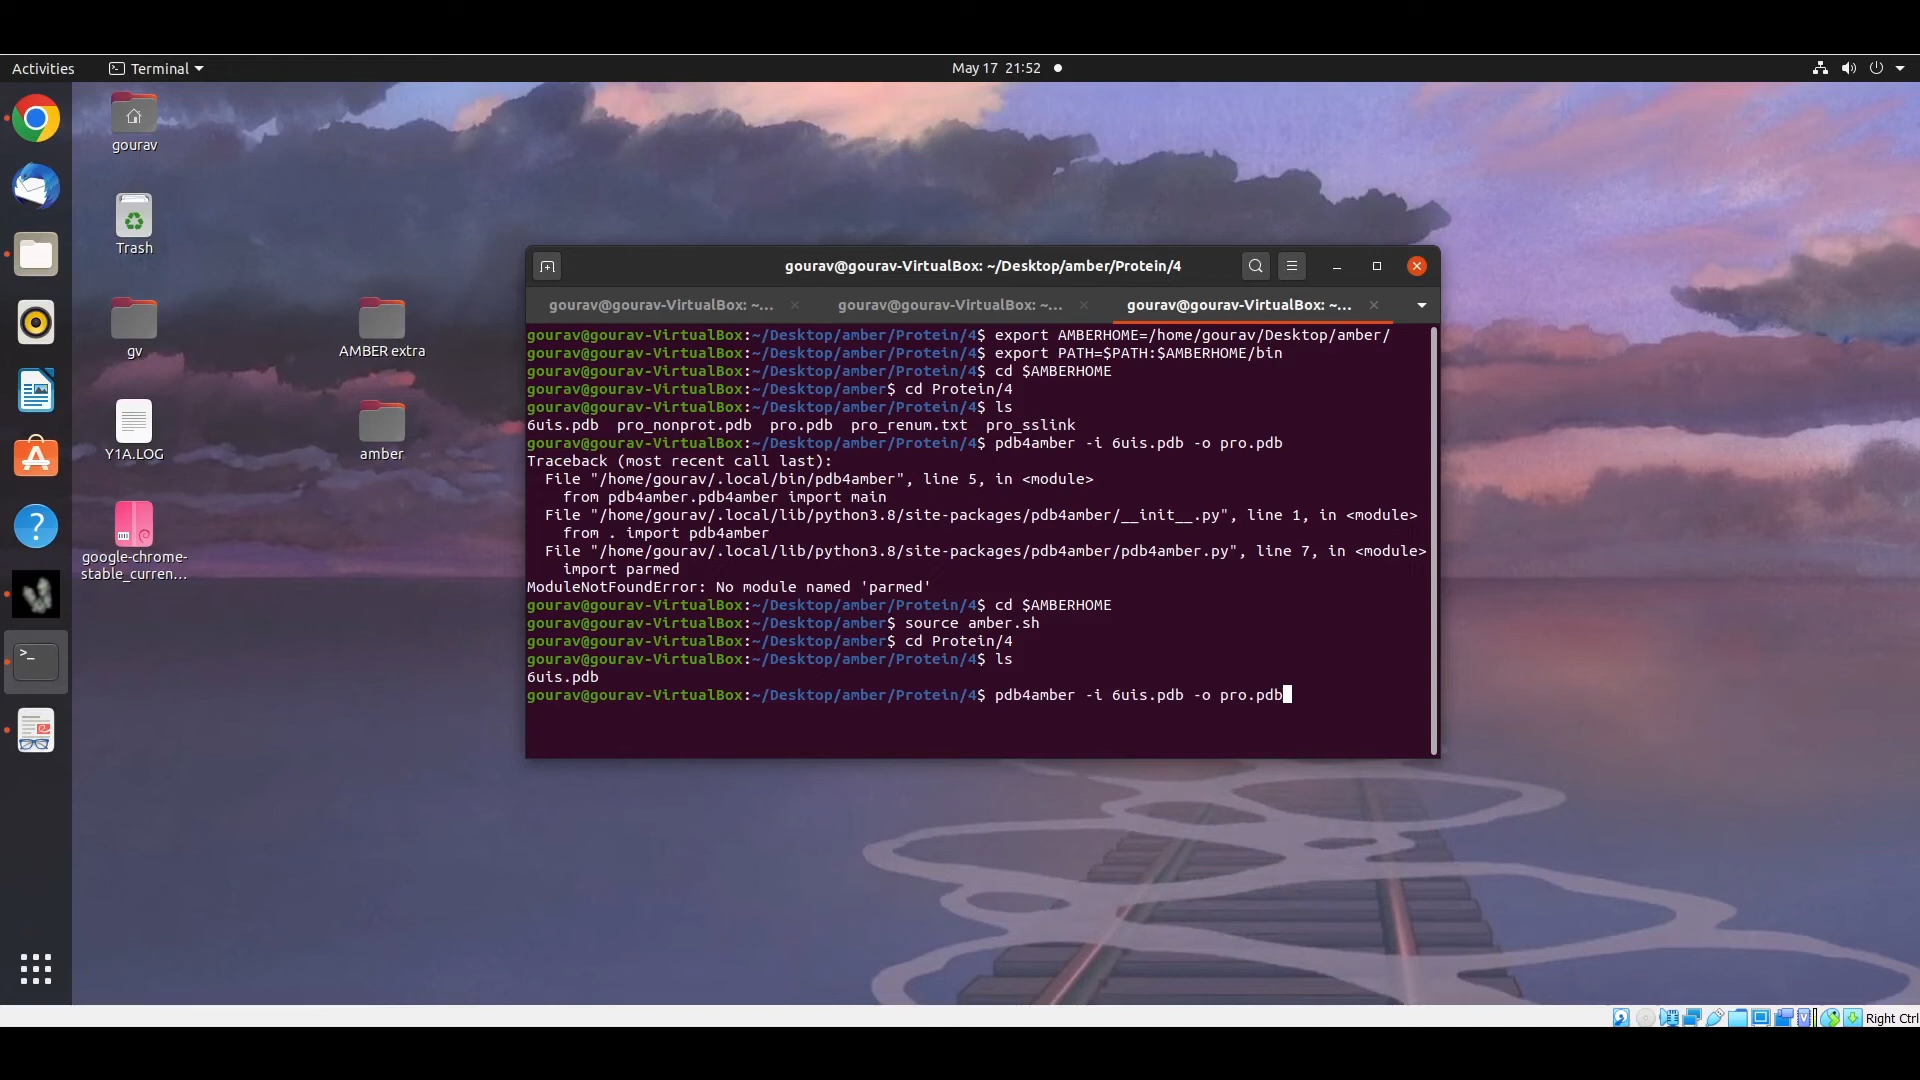 Activities
Terminal
May 17 21:52
gourav
Trash
gv
AMBER extra
Y1A.LOG
amber
google-chrome-
stable_curren...
gourav@gourav-VirtualBox: ~/Desktop/amber/Protein/4
gourav@gourav-VirtualBox: ~...
gourav@gourav-VirtualBox: ~...
gourav@gourav-VirtualBox: ~...
gourav@gourav-VirtualBox:~/Desktop/amber/Protein/4$ export AMBERHOME=/home/gourav/Desktop/amber/
gourav@gourav-VirtualBox:~/Desktop/amber/Protein/4$ export PATH=$PATH:$AMBERHOME/bin
gourav@gourav-VirtualBox:~/Desktop/amber/Protein/4$ cd $AMBERHOME
gourav@gourav-VirtualBox:~/Desktop/amber$ cd Protein/4
gourav@gourav-VirtualBox:~/Desktop/amber/Protein/4$ ls
6uis.pdb  pro_nonprot.pdb  pro.pdb  pro_renum.txt  pro_sslink
gourav@gourav-VirtualBox:~/Desktop/amber/Protein/4$ pdb4amber -i 6uis.pdb -o pro.pdb
Traceback (most recent call last):
  File "/home/gourav/.local/bin/pdb4amber", line 5, in <module>
    from pdb4amber.pdb4amber import main
  File "/home/gourav/.local/lib/python3.8/site-packages/pdb4amber/__init__.py", line 1, in <module>
    from . import pdb4amber
  File "/home/gourav/.local/lib/python3.8/site-packages/pdb4amber/pdb4amber.py", line 7, in <module>
    import parmed
ModuleNotFoundError: No module named 'parmed'
gourav@gourav-VirtualBox:~/Desktop/amber/Protein/4$ cd $AMBERHOME
gourav@gourav-VirtualBox:~/Desktop/amber$ source amber.sh
gourav@gourav-VirtualBox:~/Desktop/amber$ cd Protein/4
gourav@gourav-VirtualBox:~/Desktop/amber/Protein/4$ ls
6uis.pdb
gourav@gourav-VirtualBox:~/Desktop/amber/Protein/4$ pdb4amber -i 6uis.pdb -o pro.pdb
Right Ctrl